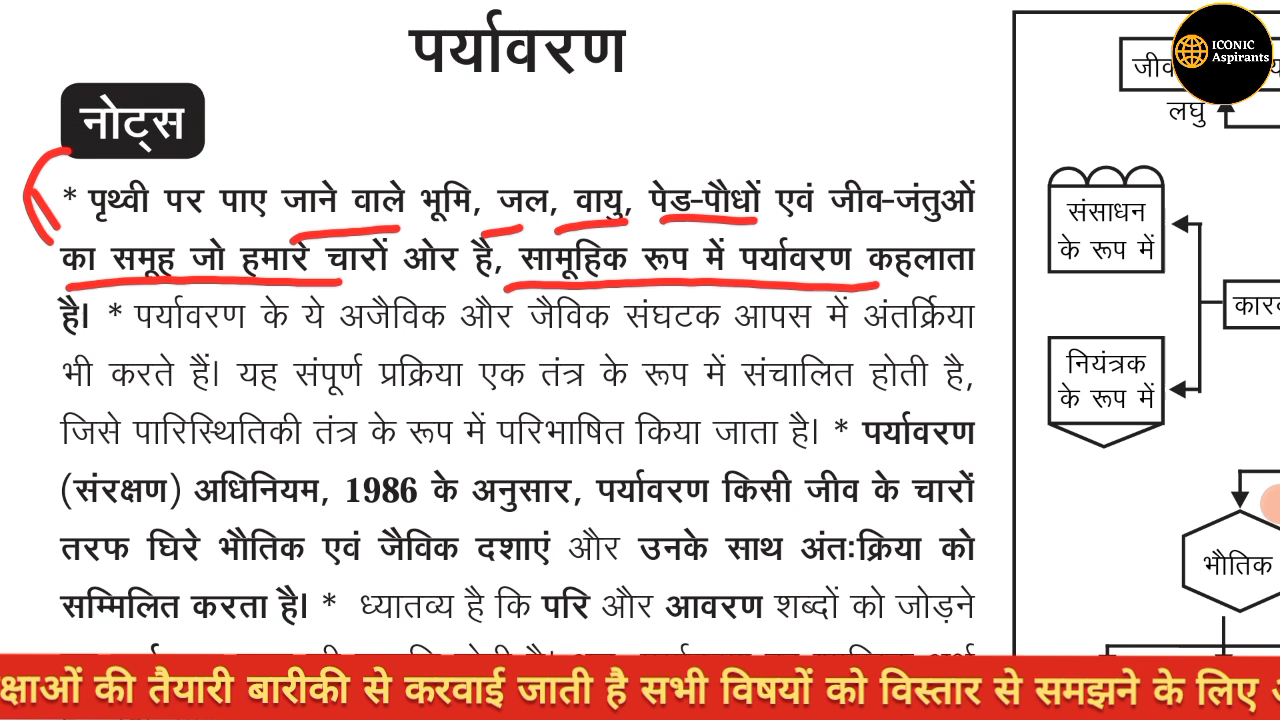 पर्यावरण
नोट्स
* पृथ्वी पर पाए जाने वाले भूमि, जल, वायु, पेड-पौधों एवं जीव-जंतुओं
का समूह जो हमारे चारों ओर है, सामूहिक रूप में पर्यावरण कहलाता
है। * पर्यावरण के ये अजैविक और जैविक संघटक आपस में अंतर्क्रिया
भी करते हैं। यह संपूर्ण प्रक्रिया एक तंत्र के रूप में संचालित होती है,
जिसे पारिस्थितिकी तंत्र के रूप में परिभाषित किया जाता है। * पर्यावरण
(संरक्षण) अधिनियम, 1986 के अनुसार, पर्यावरण किसी जीव के चारों
तरफ घिरे भौतिक एवं जैविक दशाएं और उनके साथ अंतःक्रिया को
सम्मिलित करता है। * ध्यातव्य है कि परि और आवरण शब्दों को जोड़ने
ICONIC
Aspirants
लघु
संसाधन
के रूप में
नियंत्रक
के रूप में
भौतिक
की तैयारी बारीकी से करवाई जाती है सभी विषयों को विस्तार से समझने के लिए